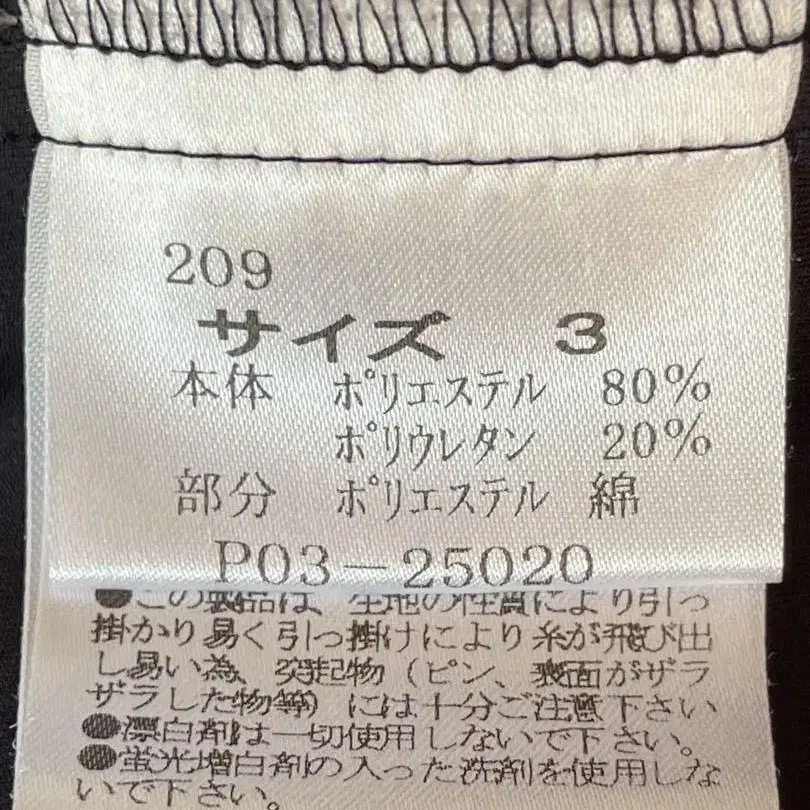 209
サイズ 3
本体 ポリエステル 80%
ポリウレタン 20%
部分 ポリエステル 綿
P03-25020
●この製品は、生地の性質により引っ
掛かり易く引っ掛けにより糸が飛び出
し易い為、突起物(ピン、表面がザラ
ザラした物等)には十分ご注意下さい
●漂白剤は一切使用しないで下さい。
●蛍光増白剤の入った洗剤を使用しな
いで下さい。